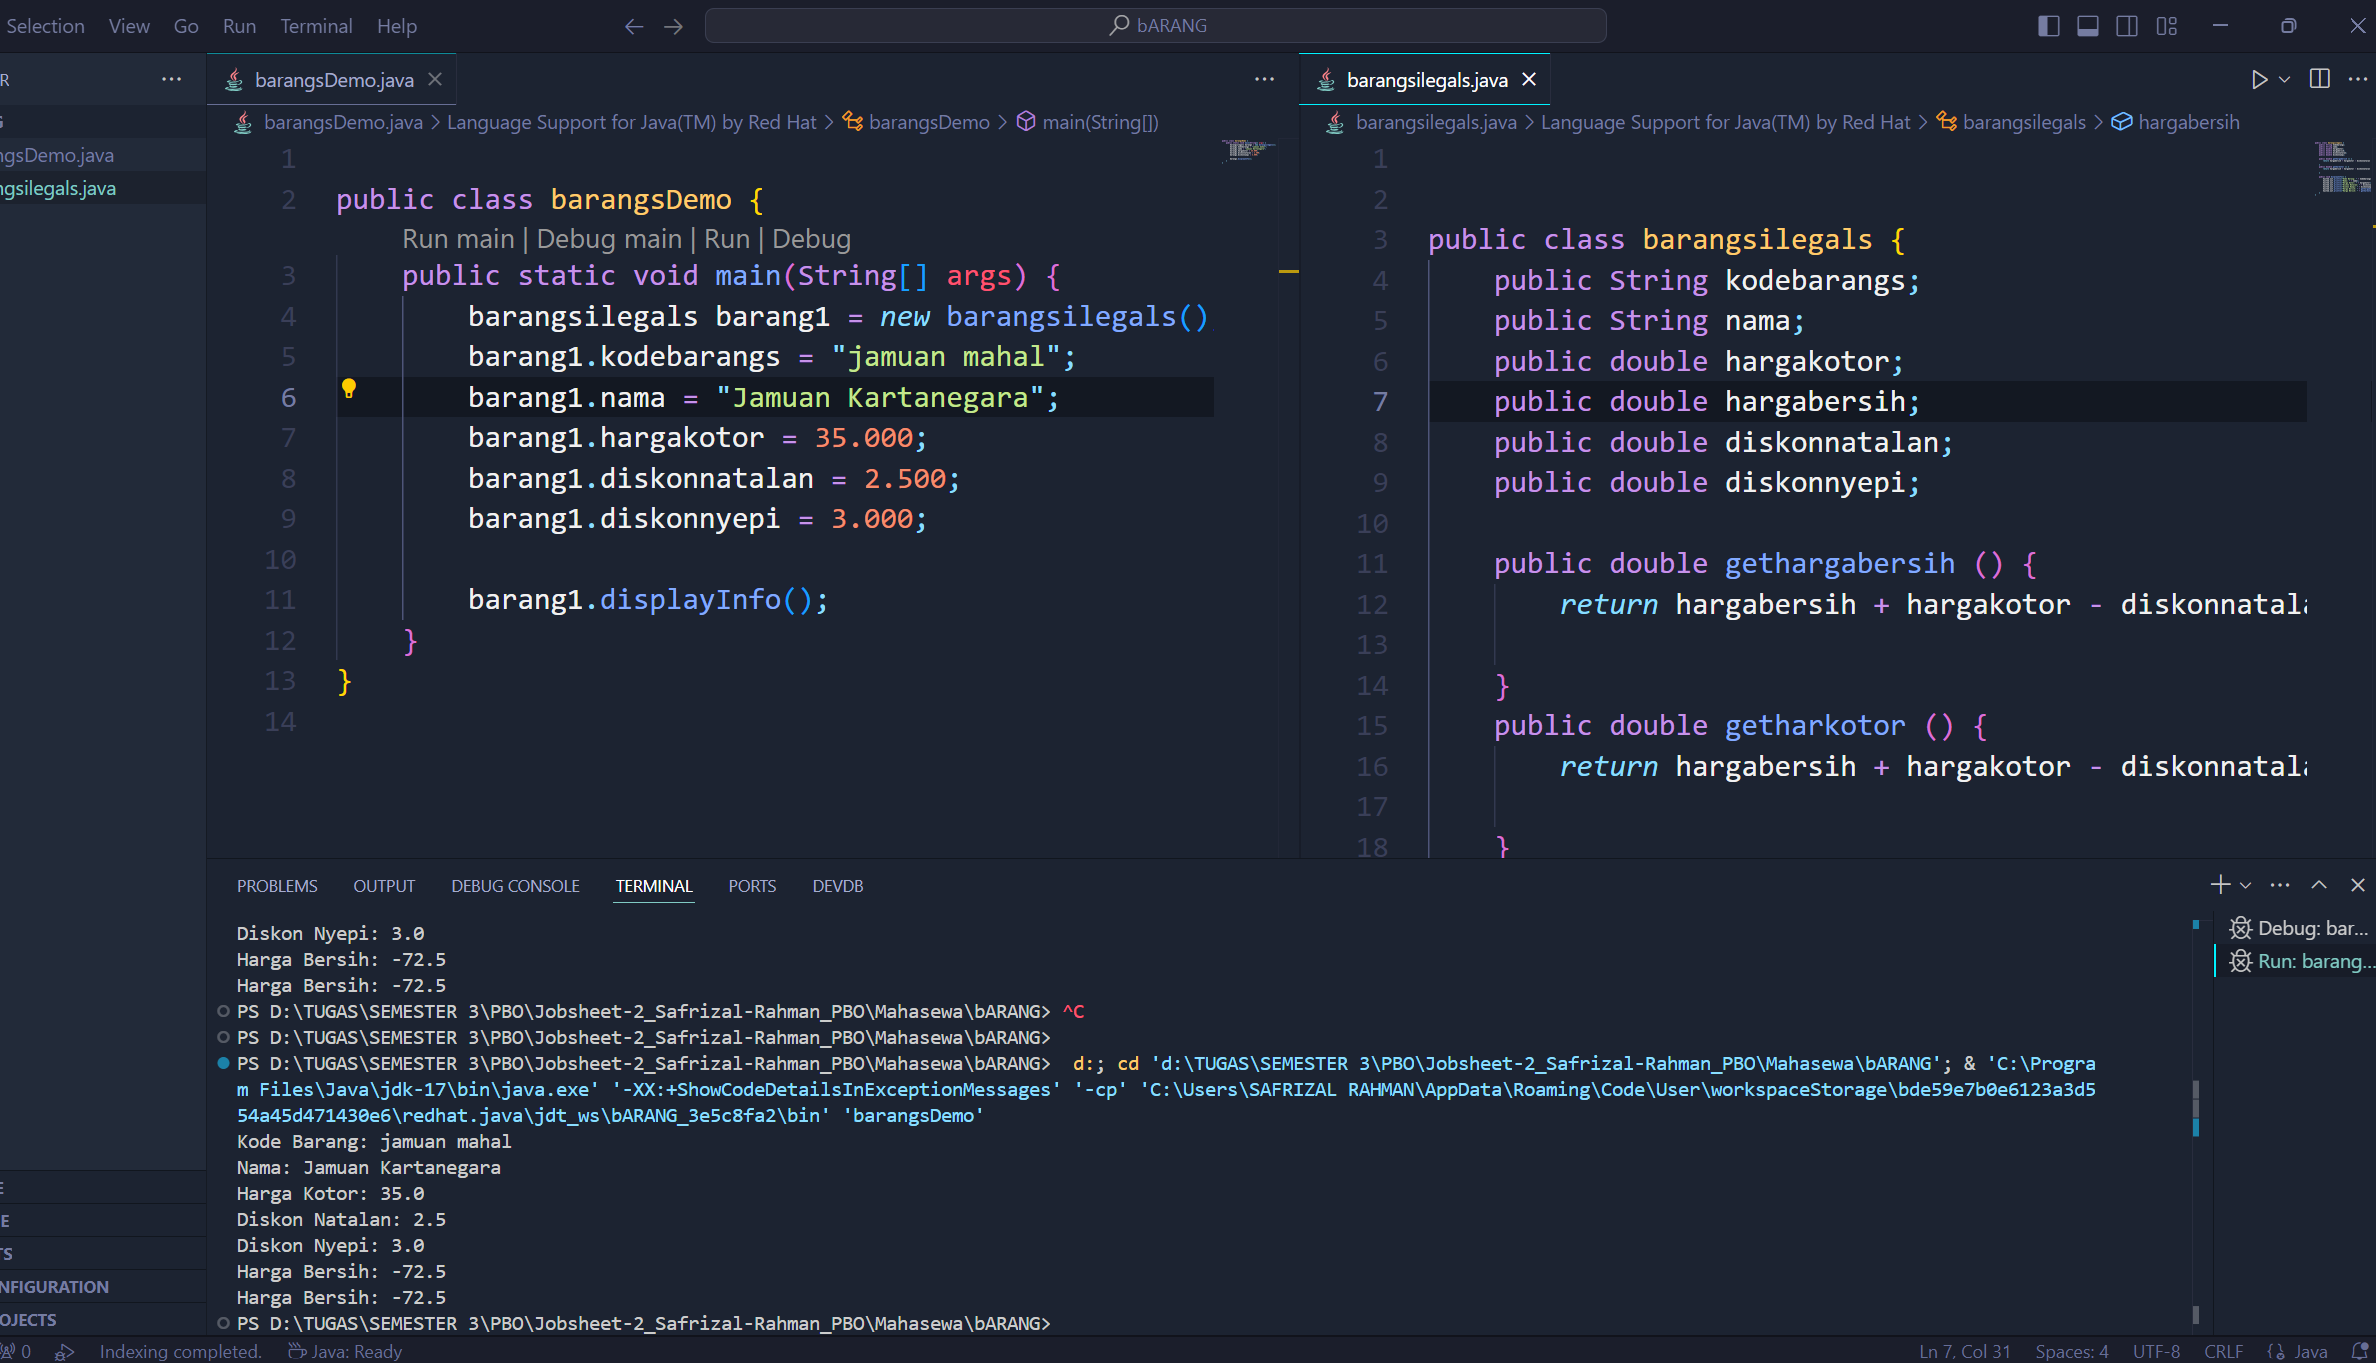 Selection View Go Run Terminal Help
bARANG
R
G
ngsDemo.java
ngsilegals.java
barangsDemo.java
barangsDemo.java > Language Support for Java(TM) by Red Hat > barangsDemo > main(String[])
1
2 public class barangsDemo {
Run main | Debug main | Run | Debug
3 public static void main(String[] args) {
4 barangsilegals barang1 = new barangsilegals()
5 barang1.kodebarangs = "jamuan mahal";
6 barang1.nama = "Jamuan Kartanegara";
7 barang1.hargakotor = 35.000;
8 barang1.diskonnatalan = 2.500;
9 barang1.diskonnyepi = 3.000;
10
11 barang1.displayInfo();
12 }
13 }
14
barangsilegals.java
barangsilegals.java > Language Support for Java(TM) by Red Hat > barangsilegals > hargabersih
1
2
3 public class barangsilegals {
4 public String kodebarangs;
5 public String nama;
6 public double hargakotor;
7 public double hargabersih;
8 public double diskonnatalan;
9 public double diskonnyepi;
10
11 public double gethargabersih () {
12 return hargabersih + hargakotor - diskonnatala
13
14 }
15 public double getharkotor () {
16 return hargabersih + hargakotor - diskonnatala
17
18 }
PROBLEMS OUTPUT DEBUG CONSOLE TERMINAL PORTS DEVDB
Diskon Nyepi: 3.0
Harga Bersih: -72.5
Harga Bersih: -72.5
PS D:\TUGAS\SEMESTER 3\PBO\Jobsheet-2_Safrizal-Rahman_PBO\Mahasewa\bARANG> ^C
PS D:\TUGAS\SEMESTER 3\PBO\Jobsheet-2_Safrizal-Rahman_PBO\Mahasewa\bARANG>
PS D:\TUGAS\SEMESTER 3\PBO\Jobsheet-2_Safrizal-Rahman_PBO\Mahasewa\bARANG> d:; cd 'd:\TUGAS\SEMESTER 3\PBO\Jobsheet-2_Safrizal-Rahman_PBO\Mahasewa\bARANG'; & 'C:\Progra
m Files\Java\jdk-17\bin\java.exe' '-XX:+ShowCodeDetailsInExceptionMessages' '-cp' 'C:\Users\SAFRIZAL RAHMAN\AppData\Roaming\Code\User\workspaceStorage\bde59e7b0e6123a3d5
54a45d471430e6\redhat.java\jdt_ws\bARANG_3e5c8fa2\bin' 'barangsDemo'
Kode Barang: jamuan mahal
Nama: Jamuan Kartanegara
Harga Kotor: 35.0
Diskon Natalan: 2.5
Diskon Nyepi: 3.0
Harga Bersih: -72.5
Harga Bersih: -72.5
PS D:\TUGAS\SEMESTER 3\PBO\Jobsheet-2_Safrizal-Rahman_PBO\Mahasewa\bARANG>
Debug: bar...
Run: barang...
E
E
TS
NFIGURATION
OJECTS
0 Indexing completed. Java: Ready
Ln 7, Col 31 Spaces: 4 UTF-8 CRLF Java